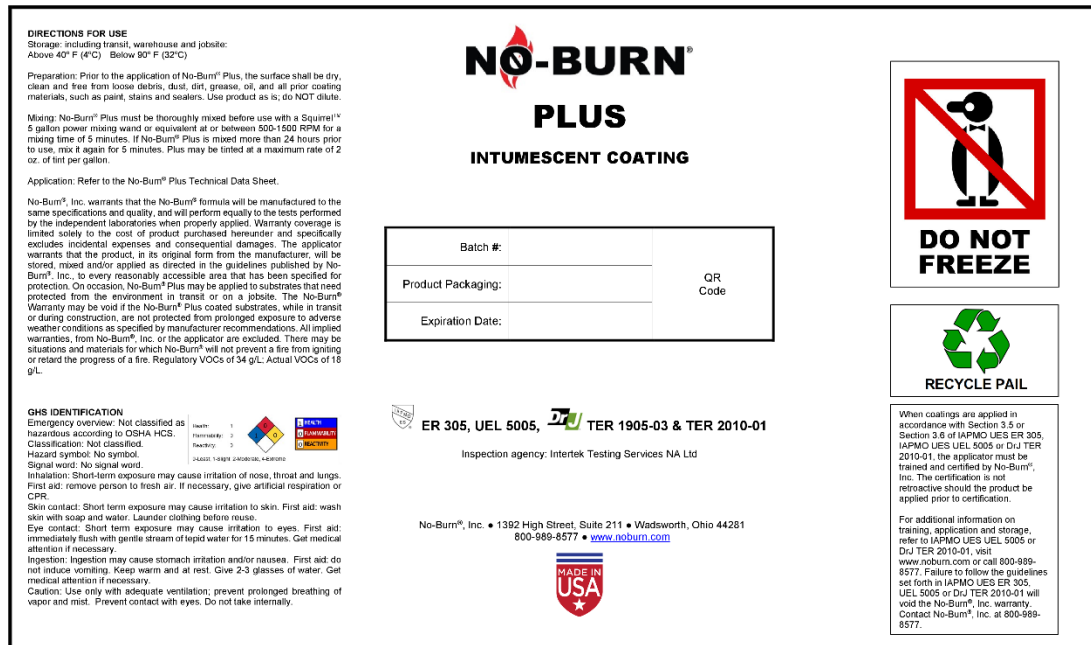 DIRECTIONS FOR USE
Storage: including transit, warehouse and jobsite:
Above 40° F (4°C) Below 90° F (32°C)
Preparation: Prior to the application of No-Burn® Plus, the surface shall be dry,
clean and free from loose debris, dust, dirt, grease, oil, and all prior coating
materials, such as paint, stains and sealers. Use product as is; do NOT dilute.
Mixing: No-Burn® Plus must be thoroughly mixed before use with a Squirrel™
5 gallon power mixing wand or equivalent at or between 500-1500 RPM for a
mixing time of 5 minutes. If No-Burn® Plus is mixed more than 24 hours prior
to use, mix it again for 5 minutes. Plus may be tinted at a maximum rate of 2
oz. of tint per gallon.
Application: Refer to the No-Burn® Plus Technical Data Sheet.
No-Burn®, Inc. warrants that the No-Burn® formula will be manufactured to the
same specifications and quality, and will perform equally to the tests performed
by the independent laboratories when properly applied. Warranty coverage is
limited solely to the cost of product purchased hereunder and specifically
excludes incidental expenses and consequential damages. The applicator
warrants that the product, in its original form from the manufacturer, will be
stored, mixed and/or applied as directed in the guidelines published by No-
Burn®. Inc., to every reasonably accessible area that has been specified for
protection. On occasion, No-Burn® Plus may be applied to substrates that need
protected from the environment in transit or on a jobsite. The No-Burn®
Warranty may be void if the No-Burn® Plus coated substrates, while in transit
or during construction, are not protected from prolonged exposure to adverse
weather conditions as specified by manufacturer recommendations. All implied
warranties, from No-Burn®, Inc. or the applicator are excluded. There may be
situations and materials for which No-Burn® will not prevent a fire from igniting
or retard the progress of a fire. Regulatory VOCs of 34 g/L; Actual VOCs of 18
g/L.
GHS IDENTIFICATION
Emergency overview: Not classified as
hazardous according to OSHA HCS.
Classification: Not classified.
Hazard symbol: No symbol.
Signal word: No signal word.
Health: 1
Flammability:
Reactivity:
1 0 0
1 HEALTH
0 FLAMMABILITY
0 REACTIVITY
0-Least 1-Slight 2-Moderate, 4-Extreme
Inhalation: Short-term exposure may cause irritation of nose, throat and lungs.
First aid: remove person to fresh air. If necessary, give artificial respiration or
CPR.
Skin contact: Short term exposure may cause irritation to skin. First aid: wash
skin with soap and water. Launder clothing before reuse.
Eye contact: Short term exposure may cause irritation to eyes. First aid:
immediately flush with gentle stream of tepid water for 15 minutes. Get medical
attention if necessary.
Ingestion: Ingestion may cause stomach irritation and/or nausea. First aid: do
not induce vomiting. Keep warm and at rest. Give 2-3 glasses of water. Get
medical attention if necessary.
Caution: Use only with adequate ventilation; prevent prolonged breathing of
vapor and mist. Prevent contact with eyes. Do not take internally.
NO-BURN®
PLUS
INTUMESCENT COATING
Batch #:
Product Packaging:
Expiration Date:
QR
Code
ER 305, UEL 5005, DrJ TER 1905-03 & TER 2010-01
Inspection agency: Intertek Testing Services NA Ltd
No-Burn®, Inc. ● 1392 High Street, Suite 211 ● Wadsworth, Ohio 44281
800-989-8577 ● www.noburn.com
MADE IN
USA
DO NOT
FREEZE
RECYCLE PAIL
When coatings are applied in
accordance with Section 3.5 or
Section 3.6 of IAPMO UES ER 305,
IAPMO UES UEL 5005 or DrJ TER
2010-01, the applicator must be
trained and certified by No-Burn®,
Inc. The certification is not
retroactive should the product be
applied prior to certification.
For additional information on
training, application and storage,
refer to IAPMO UES UEL 5005 or
DrJ TER 2010-01, visit
www.noburn.com or call 800-989-
8577. Failure to follow the guidelines
set forth in IAPMO UES ER 305,
UEL 5005 or DrJ TER 2010-01 will
void the No-Burn®, Inc. warranty.
Contact No-Burn®, Inc. at 800-989-
8577.